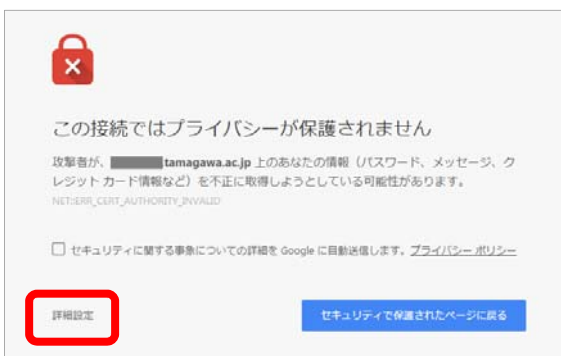 この接続ではプライバシーが保護されません
攻撃者が、tamagawa.ac.jp 上のあなたの情報（パスワード、メッセージ、ク
レジット カード情報など）を不正に取得しようとしている可能性があります。
NET::ERR_CERT_AUTHORITY_INVALID
セキュリティに関する事象についての詳細を Google に自動送信します。プライバシー ポリシー
詳細設定
セキュリティで保護されたページに戻る